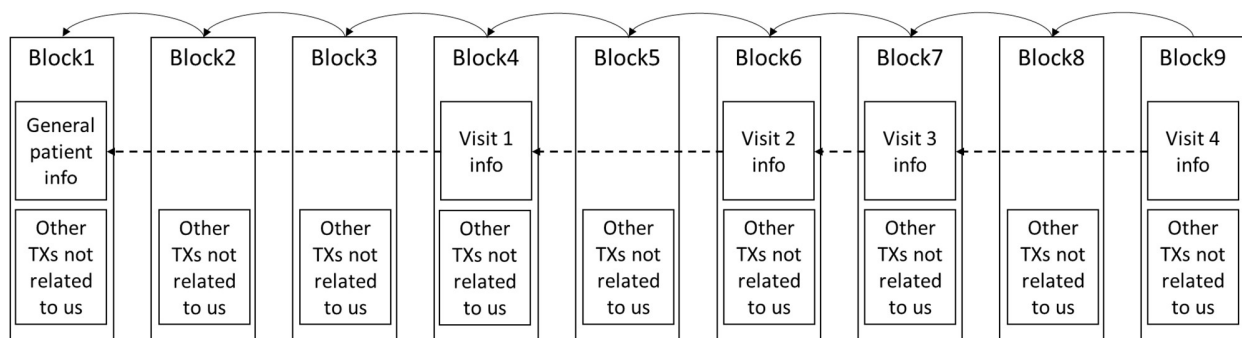 Block1
Block2
Block3
Block4
Block5
Block6
Block7
Block8
Block9
General
patient
info
Visit 1
info
Visit 2
info
Visit 3
info
Visit 4
info
Other
TXs not
related
to us
Other
TXs not
related
to us
Other
TXs not
related
to us
Other
TXs not
related
to us
Other
TXs not
related
to us
Other
TXs not
related
to us
Other
TXs not
related
to us
Other
TXs not
related
to us
Other
TXs not
related
to us